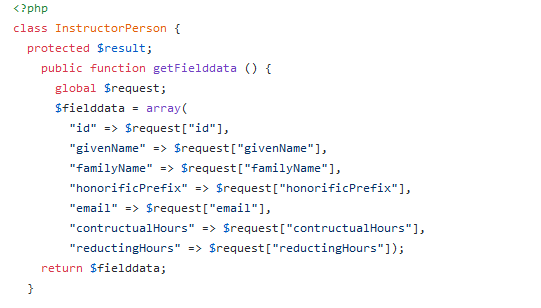 <?php
class InstructorPerson {
  protected $result;
    public function getFielddata () {
      global $request;
      $fielddata = array(
        "id" => $request["id"],
        "givenName" => $request["givenName"],
        "familyName" => $request["familyName"],
        "honorificPrefix" => $request["honorificPrefix"],
        "email" => $request["email"],
        "contructualHours" => $request["contructualHours"],
        "reductingHours" => $request["reductingHours"]);
    return $fielddata;
  }